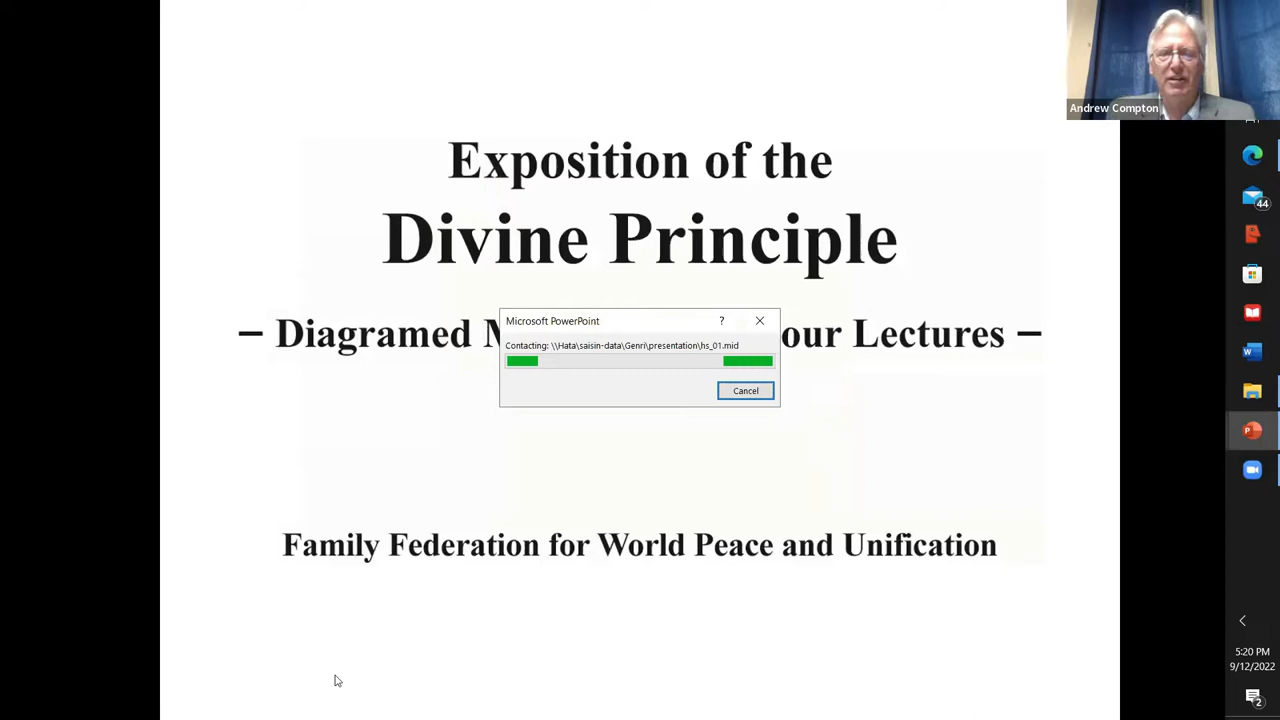 Andrew Compton
Exposition of the
Divine Principle
– Diagramed M
our Lectures –
Microsoft PowerPoint
?
Contacting: \\Hata\saisin-data\Genri\presentation\hs_01.mid
Cancel
Family Federation for World Peace and Unification
44
W
P
5:20 PM
9/12/2022
2